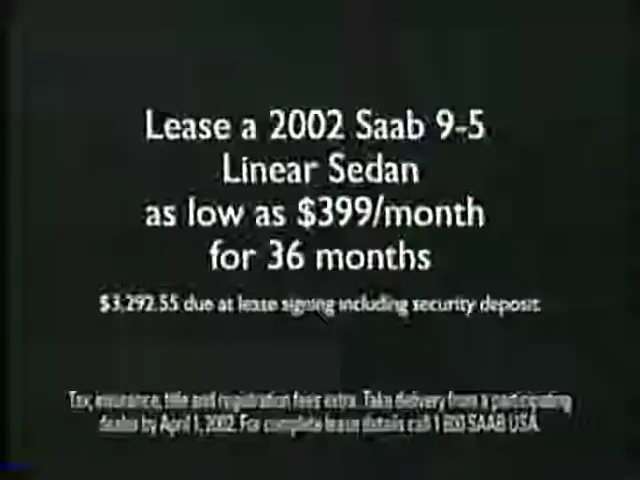 Lease a 2002 Saab 9-5
Linear Sedan
as low as $399/month
for 36 months
$3,292.55 due at lease signing including security deposit
Tax, insurance, title and registration fees extra. Take delivery from a participating
dealer by April 1, 2002. For complete lease details call 1 800 SAAB USA.